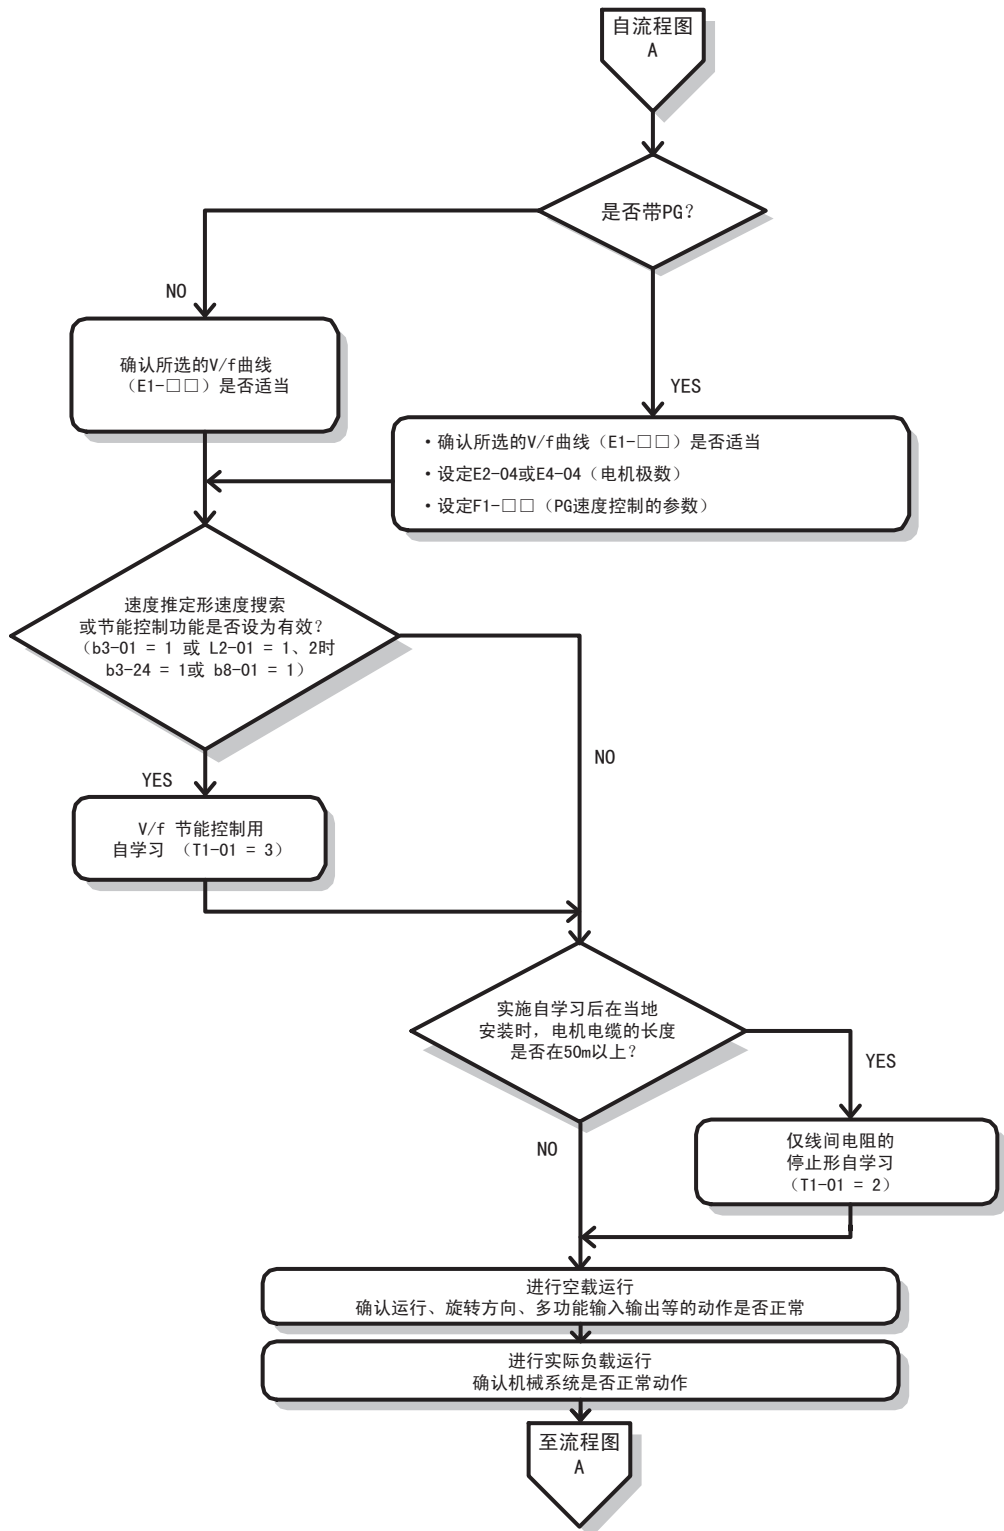 自流程图
A
是否带PG？
NO
确认所选的V/f曲线
（E1-□□）是否适当
YES
・确认所选的V/f曲线（E1-□□）是否适当
・设定E2-04或E4-04（电机极数）
・设定F1-□□（PG速度控制的参数）
速度推定形速度搜索
或节能控制功能是否设为有效？
（b3-01 = 1 或 L2-01 = 1、2时
b3-24 = 1或 b8-01 = 1）
NO
YES
V/f 节能控制用
自学习 （T1-01 = 3）
实施自学习后在当地
安装时，电机电缆的长度
是否在50m以上？
YES
NO
仅线间电阻的
停止形自学习
（T1-01 = 2）
进行空载运行
确认运行、旋转方向、多功能输入输出等的动作是否正常
进行实际负载运行
确认机械系统是否正常动作
至流程图
A